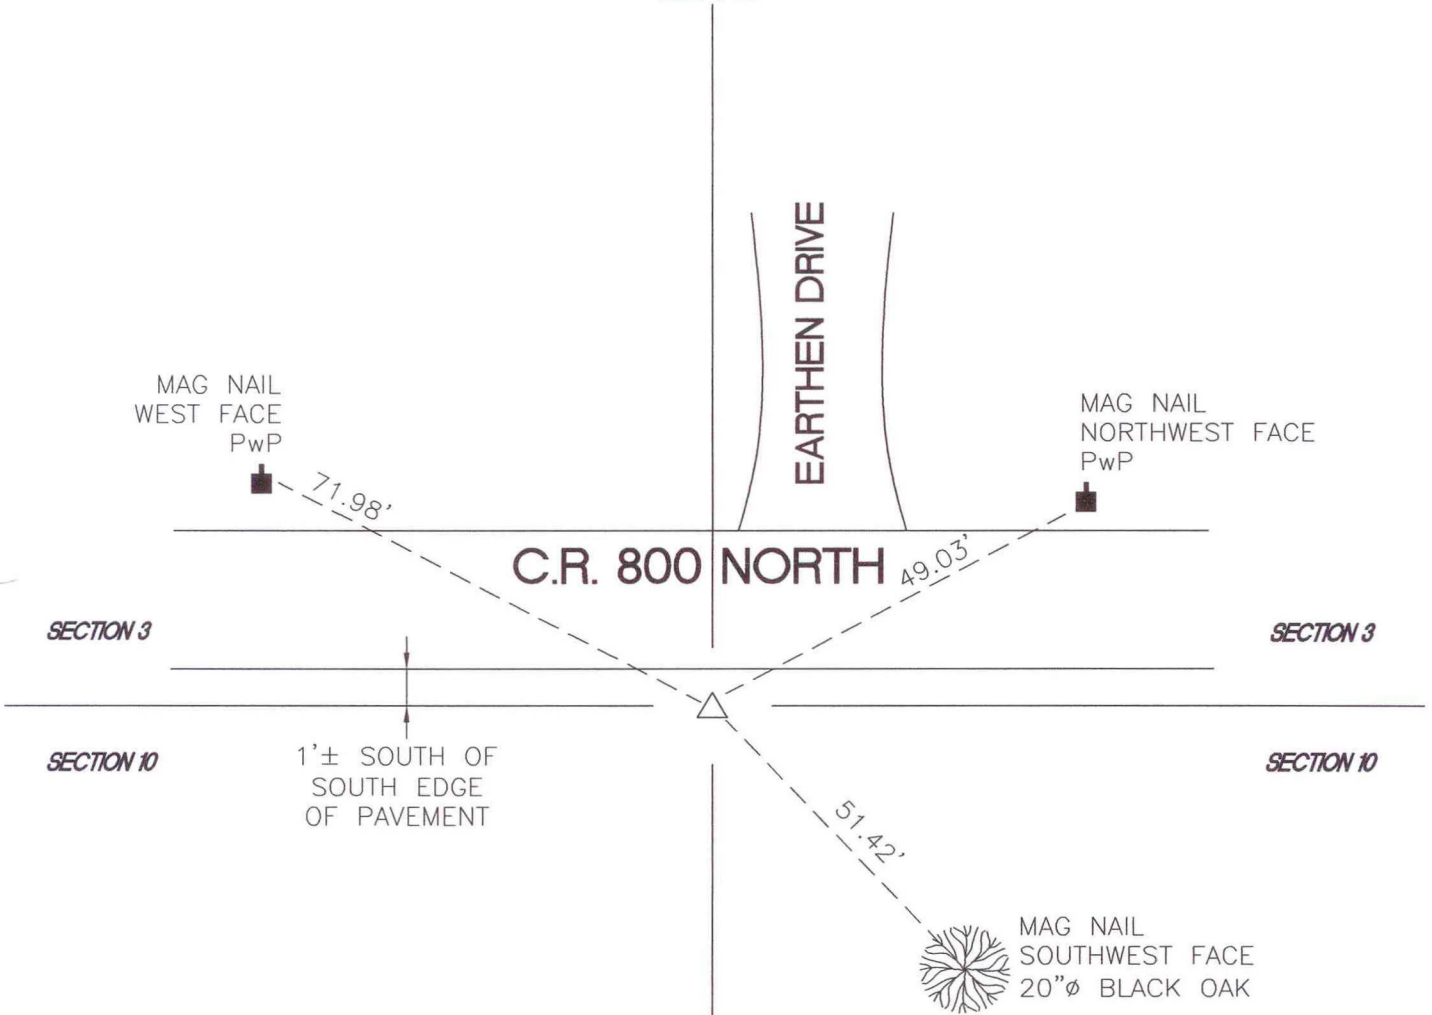 EARTHEN DRIVE
MAG NAIL
WEST FACE
PwP
MAG NAIL
NORTHWEST FACE
PwP
71.98'
C.R. 800 NORTH
49.03'
SECTION 3
SECTION 3
SECTION 10
SECTION 10
1'± SOUTH OF
SOUTH EDGE
OF PAVEMENT
51.42'
MAG NAIL
SOUTHWEST FACE
20"ø BLACK OAK